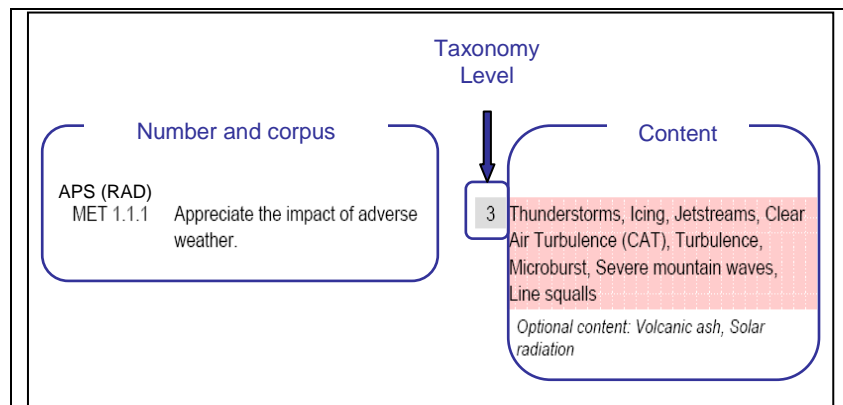 Taxonomy
Level
Number and corpus
Content
APS (RAD)
MET 1.1.1 Appreciate the impact of adverse
weather.
3 Thunderstorms, Icing, Jetstreams, Clear
Air Turbulence (CAT), Turbulence,
Microburst, Severe mountain waves,
Line squalls
Optional content: Volcanic ash, Solar
radiation